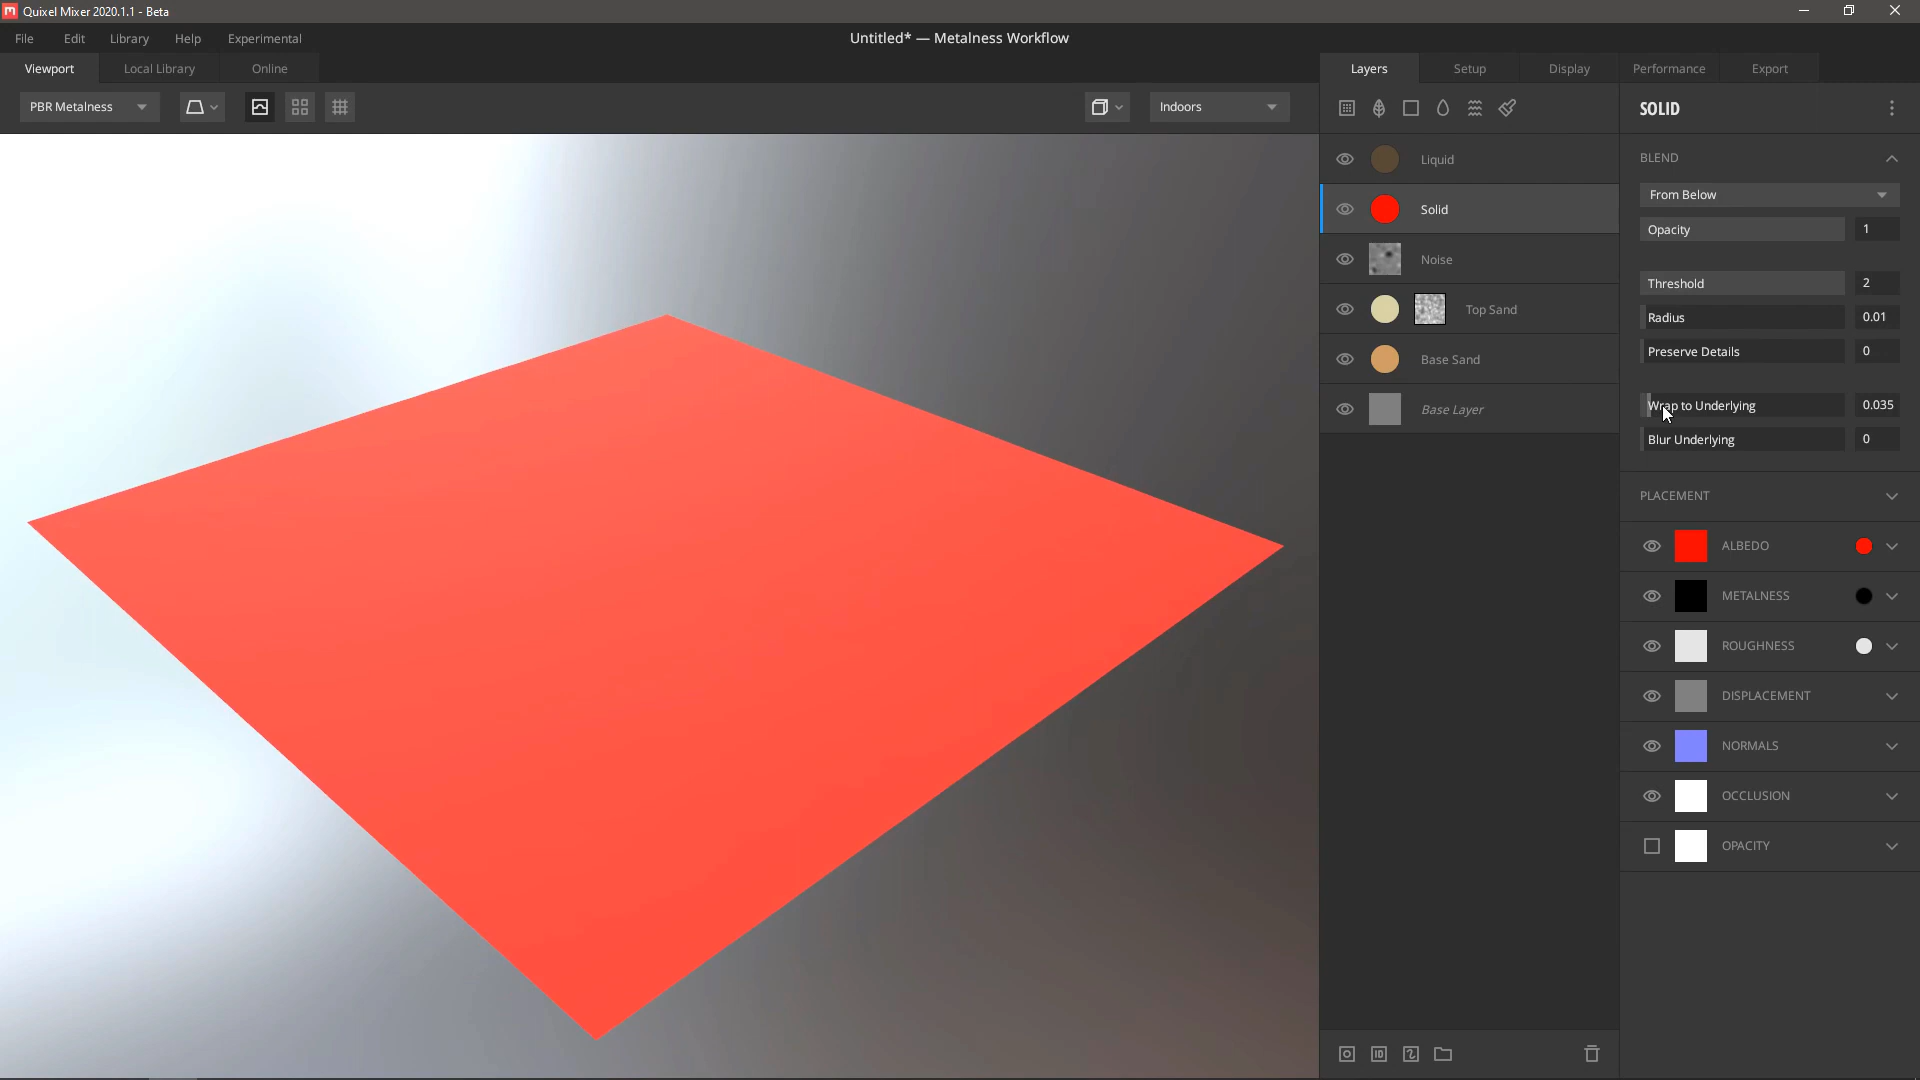 Quixel Mixer 2020.1.1 - Beta
File Edit Library Help Experimental
Untitled* — Metalness Workflow
Viewport Local Library Online
Layers Setup Display Performance Export
PBR Metalness
Indoors
SOLID
BLEND
From Below
Opacity 1
Threshold 2
Radius 0.01
Preserve Details 0
Wrap to Underlying 0.035
Blur Underlying 0
PLACEMENT
ALBEDO
METALNESS
ROUGHNESS
DISPLACEMENT
NORMALS
OCCLUSION
OPACITY
Liquid
Solid
Noise
Top Sand
Base Sand
Base Layer